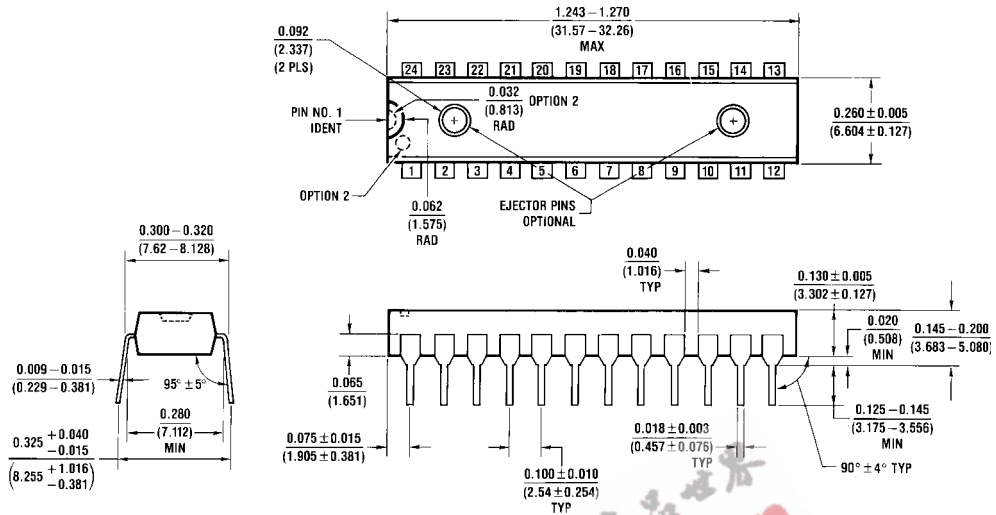 1.243–1.270
(31.57–32.26)
MAX
0.092
(2.337)
(2 PLS)
24 23 22 21 20 19 18 17 16 15 14 13
0.032
(0.813)
RAD
OPTION 2
PIN NO. 1
IDENT
0.260 ± 0.005
(6.604 ± 0.127)
1 2 3 4 5 6 7 8 9 10 11 12
OPTION 2
0.062
(1.575)
RAD
EJECTOR PINS
OPTIONAL
0.300–0.320
(7.62–8.128)
0.040
(1.016)
TYP
0.130 ± 0.005
(3.302 ± 0.127)
0.020
(0.508)
MIN
0.145–0.200
(3.683–5.080)
0.009–0.015
(0.229–0.381)
95° ± 5°
0.065
(1.651)
0.280
(7.112)
MIN
0.125–0.145
(3.175–3.556)
MIN
0.325 +0.040 −0.015
(8.255 +1.016 −0.381)
0.075 ± 0.015
(1.905 ± 0.381)
0.018 ± 0.003
(0.457 ± 0.076)
TYP
90° ± 4° TYP
0.100 ± 0.010
(2.54 ± 0.254)
TYP